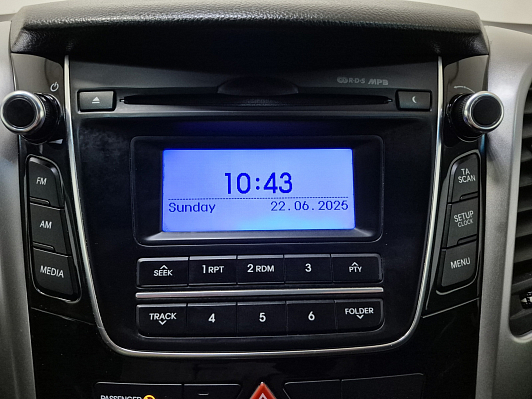 RDS MP3
10:43
Sunday 22.06.2025
FM
AM
MEDIA
TA
SCAN
SETUP
CLOCK
MENU
SEEK
1 RPT
2 RDM
3
PTY
TRACK
4
5
6
FOLDER
PASSENGER